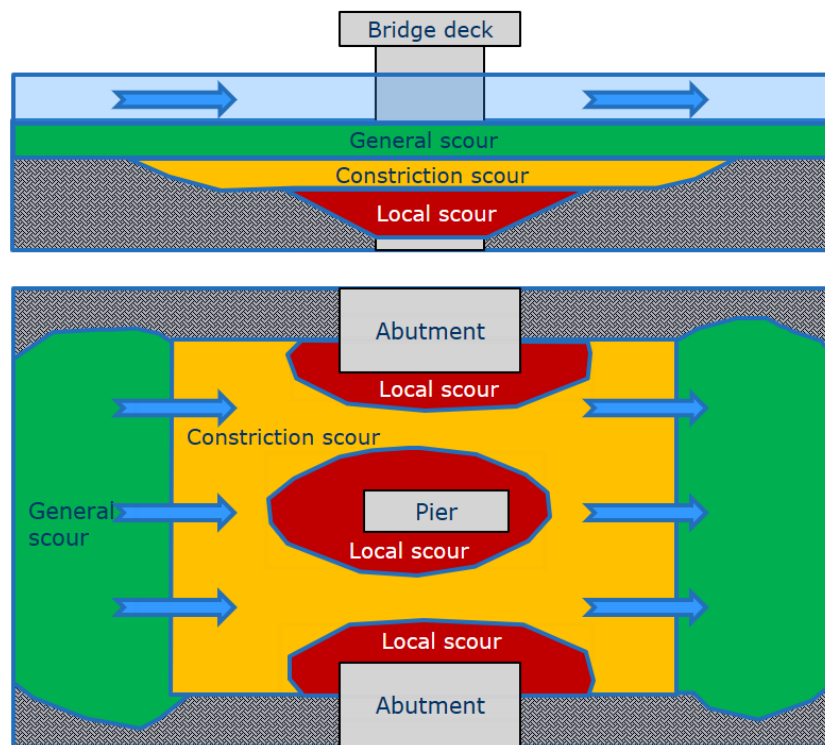 Bridge deck
General scour
Constriction scour
Local scour
Abutment
Local scour
Constriction scour
General
scour
Pier
Local scour
Local scour
Abutment